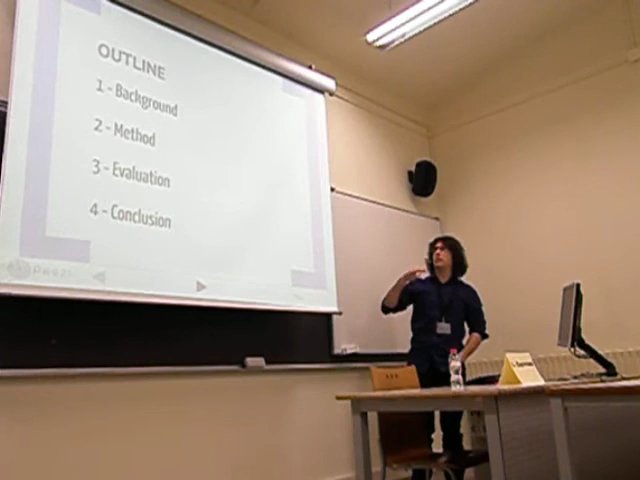 OUTLINE
1 - Background
2 - Method
3 - Evaluation
4 - Conclusion